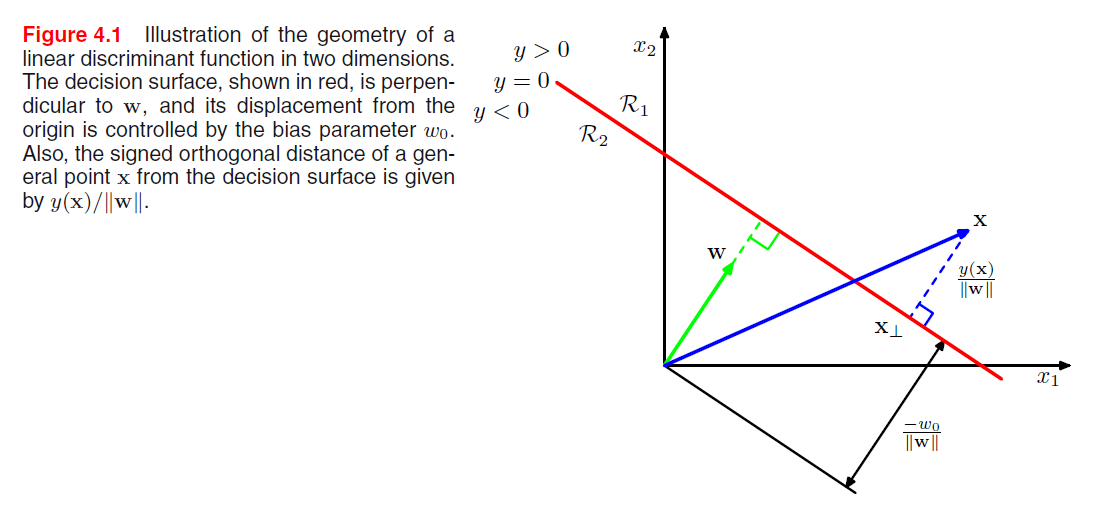 Figure 4.1 Illustration of the geometry of a
linear discriminant function in two dimensions.
The decision surface, shown in red, is perpen-
dicular to w, and its displacement from the
origin is controlled by the bias parameter w₀.
Also, the signed orthogonal distance of a gen-
eral point x from the decision surface is given
by y(x)/‖w‖.
y > 0
y = 0
y < 0
x₂
R₁
R₂
w
x
y(x)
‖w‖
x⊥
x₁
−w₀
‖w‖